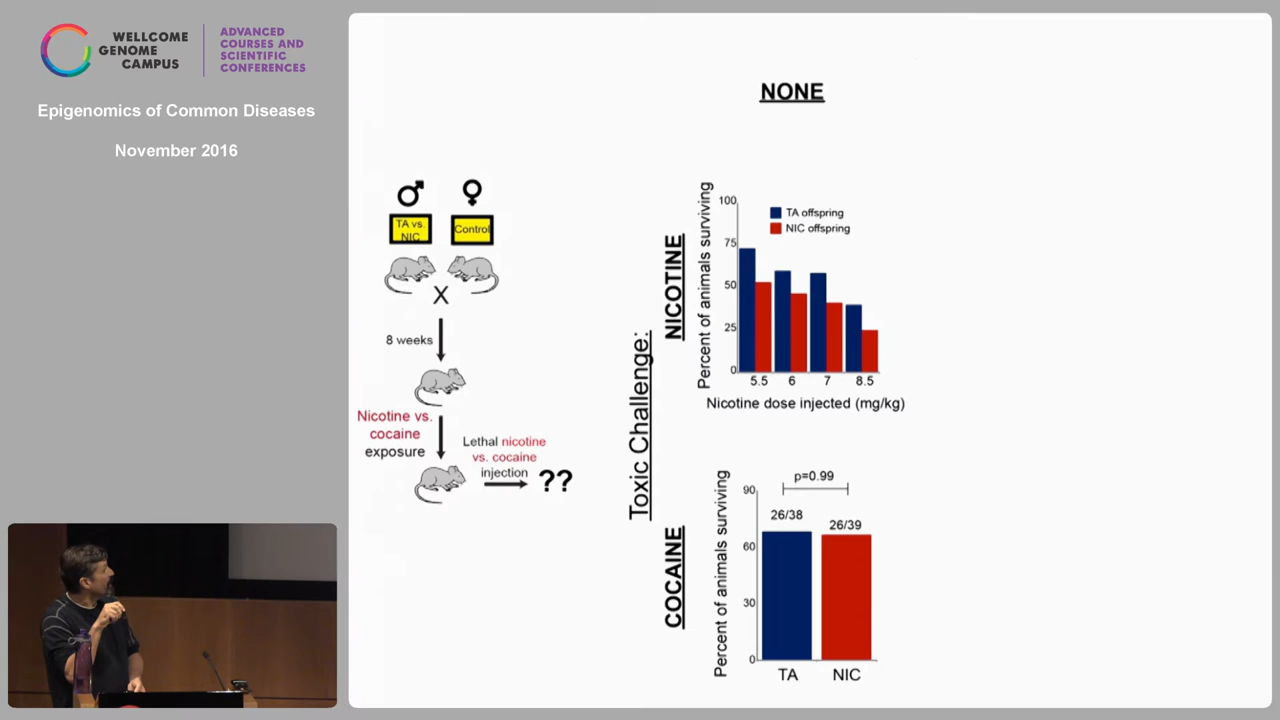 WELLCOME
GENOME
CAMPUS
ADVANCED
COURSES AND
SCIENTIFIC
CONFERENCES
Epigenomics of Common Diseases
November 2016
NONE
TA vs.
NIC
Control
X
8 weeks
Nicotine vs.
cocaine
exposure
Lethal nicotine
vs. cocaine
injection
??
Toxic Challenge:
NICOTINE
Percent of animals surviving
100
75
50
25
0
TA offspring
NIC offspring
5.5 6 7 8.5
Nicotine dose injected (mg/kg)
COCAINE
Percent of animals surviving
90
60
30
0
p=0.99
26/38
26/39
TA NIC